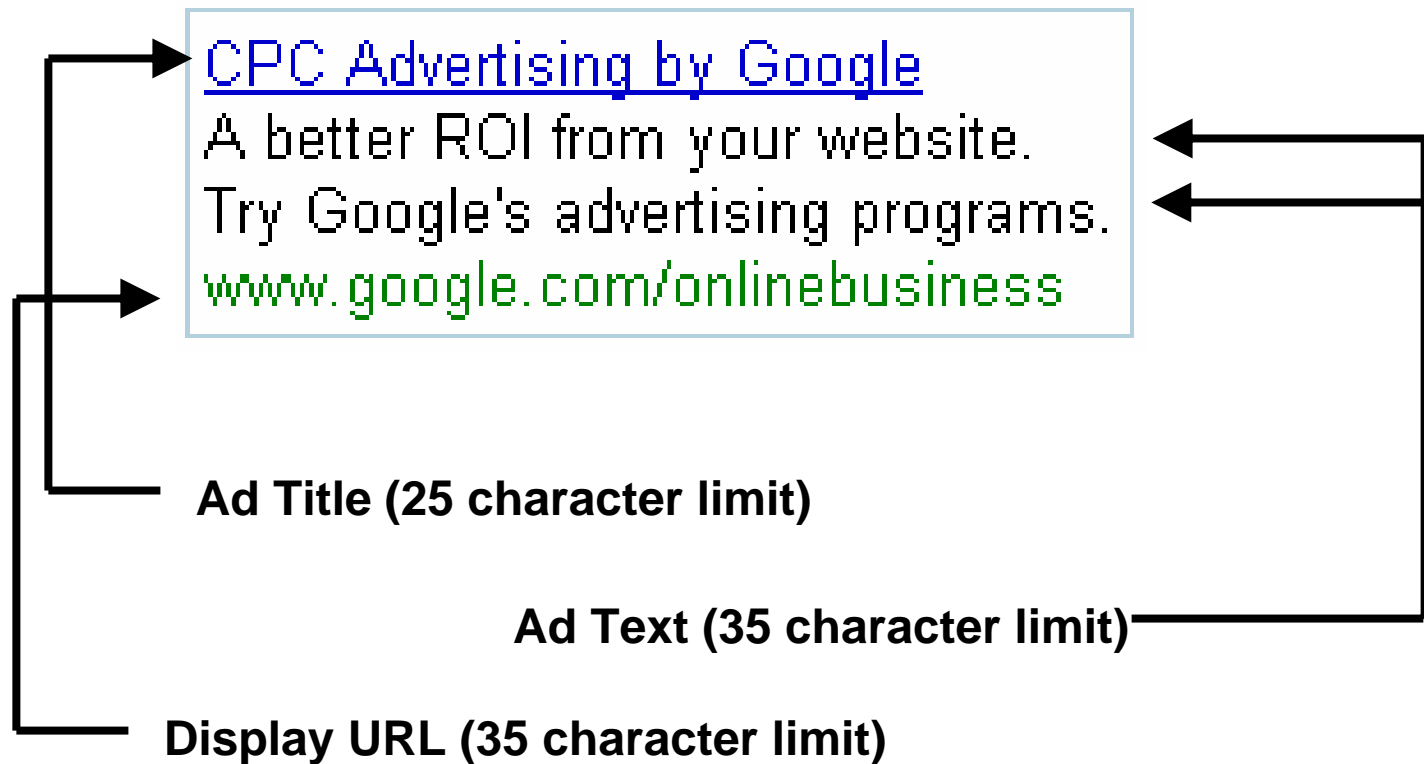 CPC Advertising by Google
A better ROI from your website.
Try Google's advertising programs.
www.google.com/onlinebusiness
Ad Title (25 character limit)
Ad Text (35 character limit)
Display URL (35 character limit)